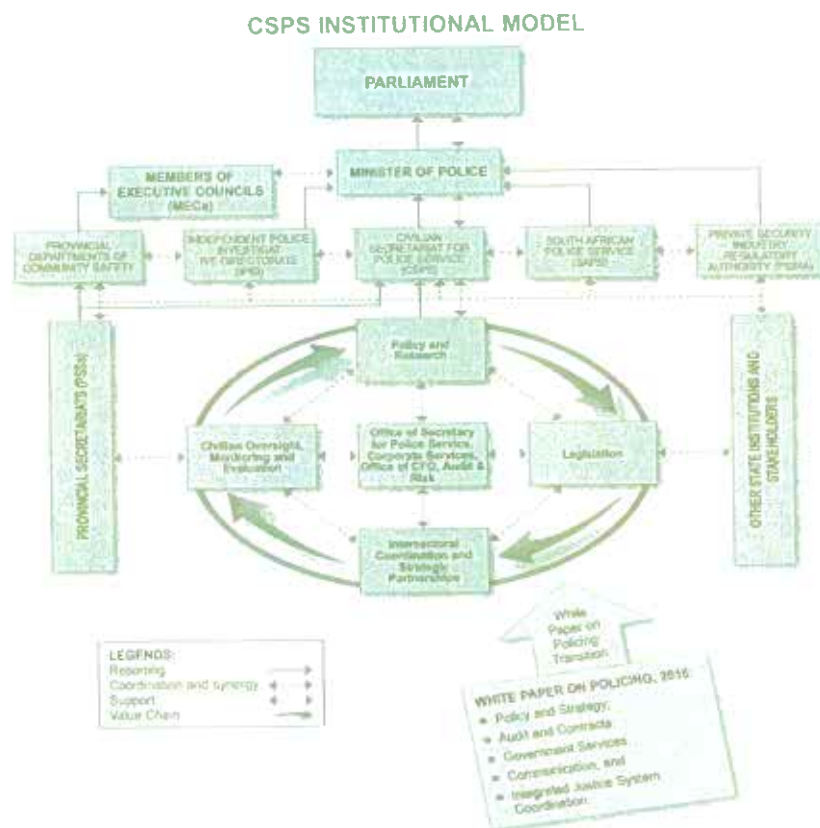 CSPS INSTITUTIONAL MODEL
PARLIAMENT
MEMBERS OF
EXECUTIVE COUNCILS
(MECs)
MINISTER OF POLICE
PROVINCIAL
DEPARTMENTS OF
COMMUNITY SAFETY
INDEPENDENT POLICE
INVESTIGAT
IVE DIRECTORATE (IPID)
CIVILIAN
SECRETARIAT FOR
POLICE SERVICE
(CSPS)
SOUTH AFRICAN
POLICE SERVICE (SAPS)
PRIVATE SECURITY
INDUSTRY
REGULATORY
AUTHORITY (PSIRA)
PROVINCIAL SECRETARIATS (PSSs)
Policy and
Research
Civilian Oversight,
Monitoring and
Evaluation
Office of Secretary
for Police Service,
Corporate Services,
Office of CFO, Audit &
Risk
Legislation
Intersectoral
Coordination and
Strategic
Partnerships
OTHER STATE INSTITUTIONS AND
STAKEHOLDERS
LEGENDS:
Reporting
Coordination and synergy
Support
Value Chain
White
Paper on
Policing
Transition
WHITE PAPER ON POLICING, 2016
Policy and Strategy;
Audit and Contracts
Government Services
Communication, and
Integrated Justice System
Coordination